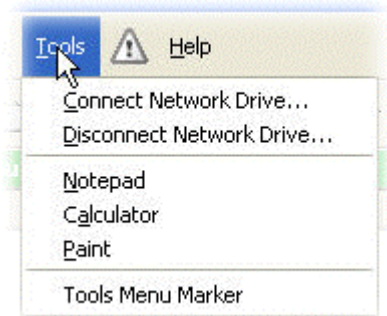 Tools Help
Connect Network Drive...
Disconnect Network Drive...
Notepad
Calculator
Paint
Tools Menu Marker